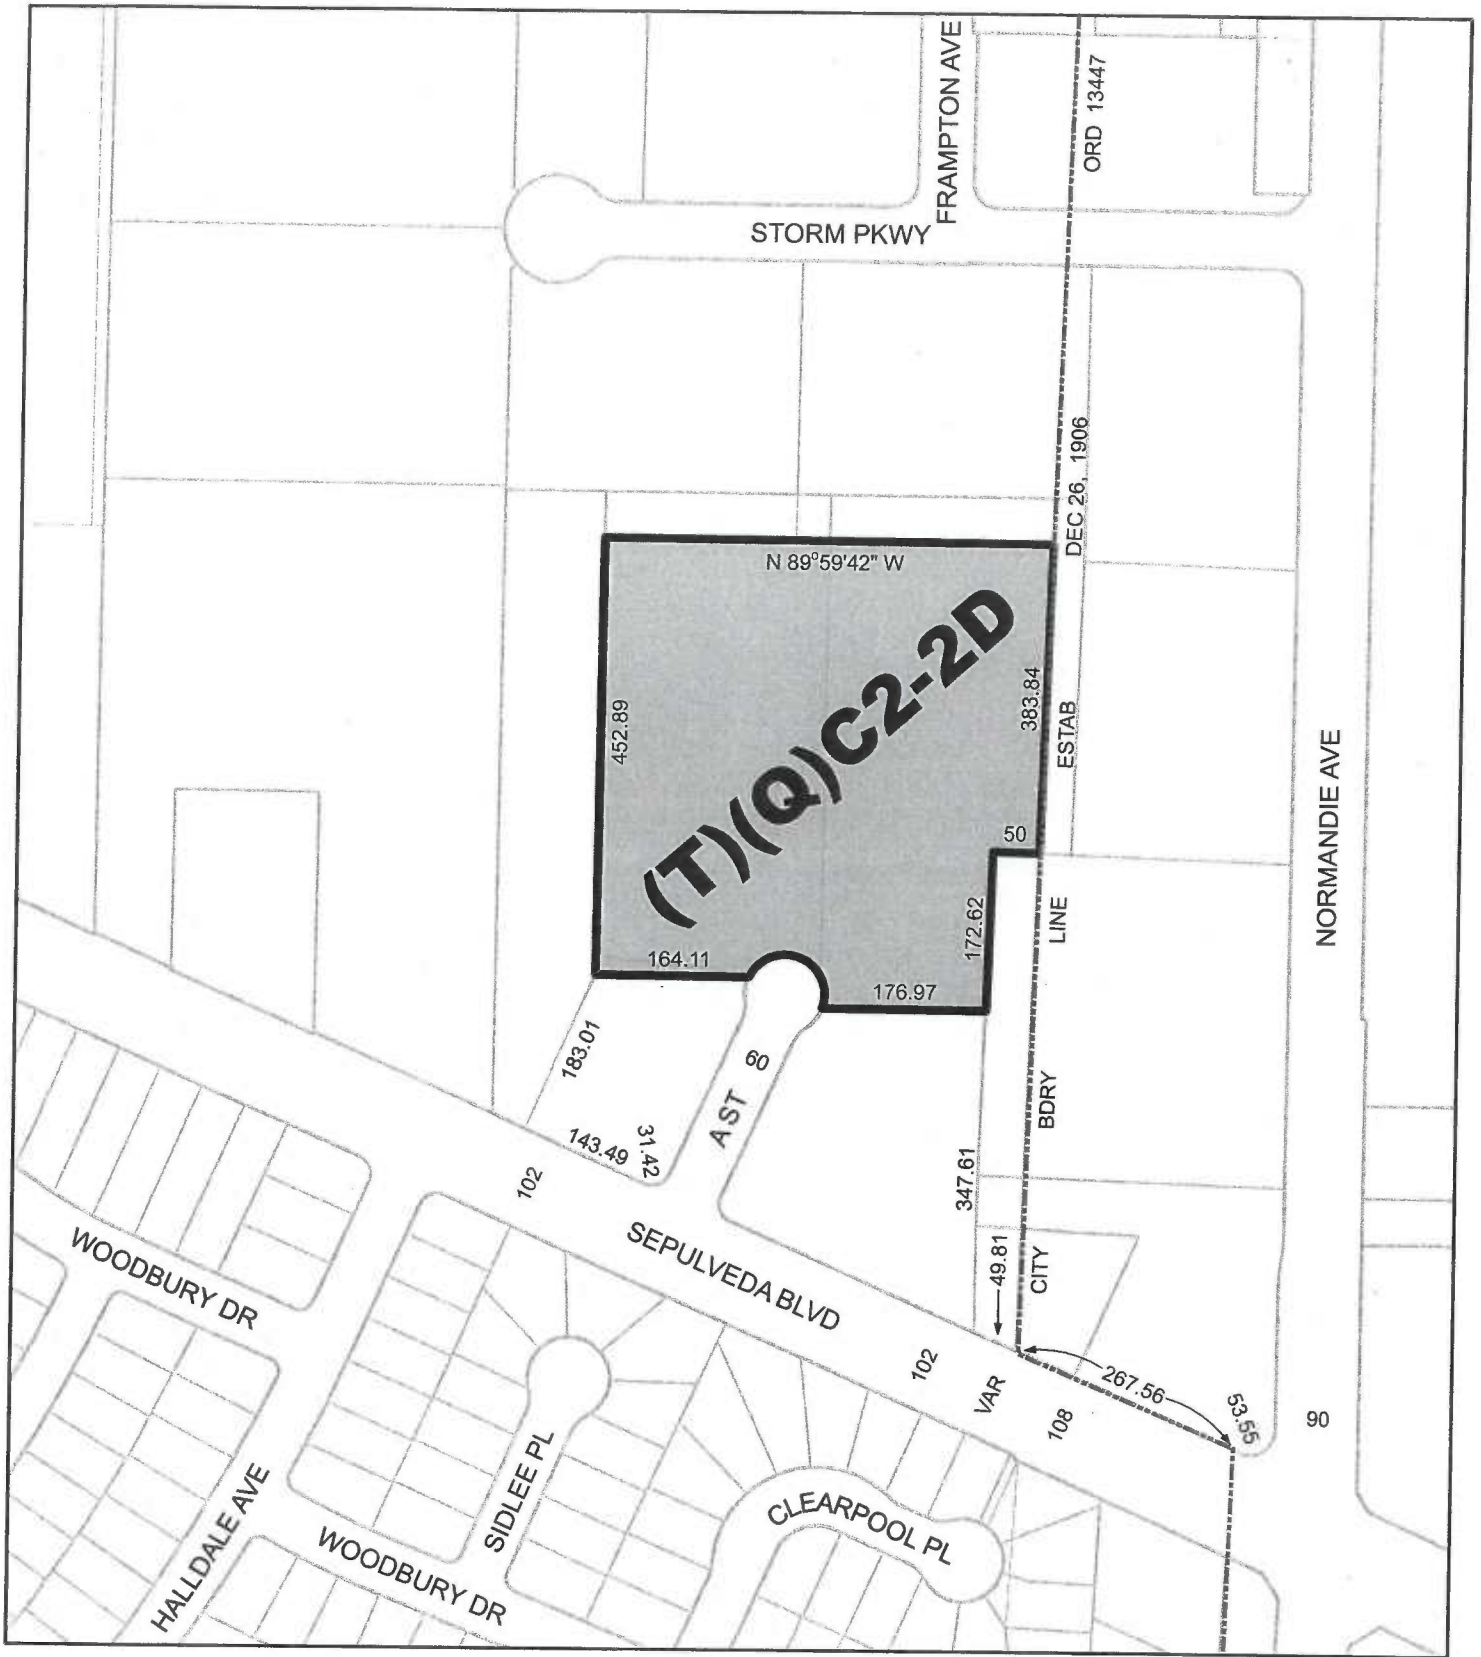 FRAMPTON AVE
ORD 13447
STORM PKWY
DEC 26, 1906
N 89°59'42" W
(T)(Q)C2-2D
452.89
383.84
ESTAB
50
NORMANDIE AVE
172.62
LINE
164.11
176.97
183.01
60
A ST
BDRY
143.49
31.42
102
347.61
SEPULVEDA BLVD
49.81
CITY
WOODBURY DR
102
VAR
267.56
108
53.55
90
HALLDALE AVE
SIDLEE PL
CLEARPOOL PL
WOODBURY DR